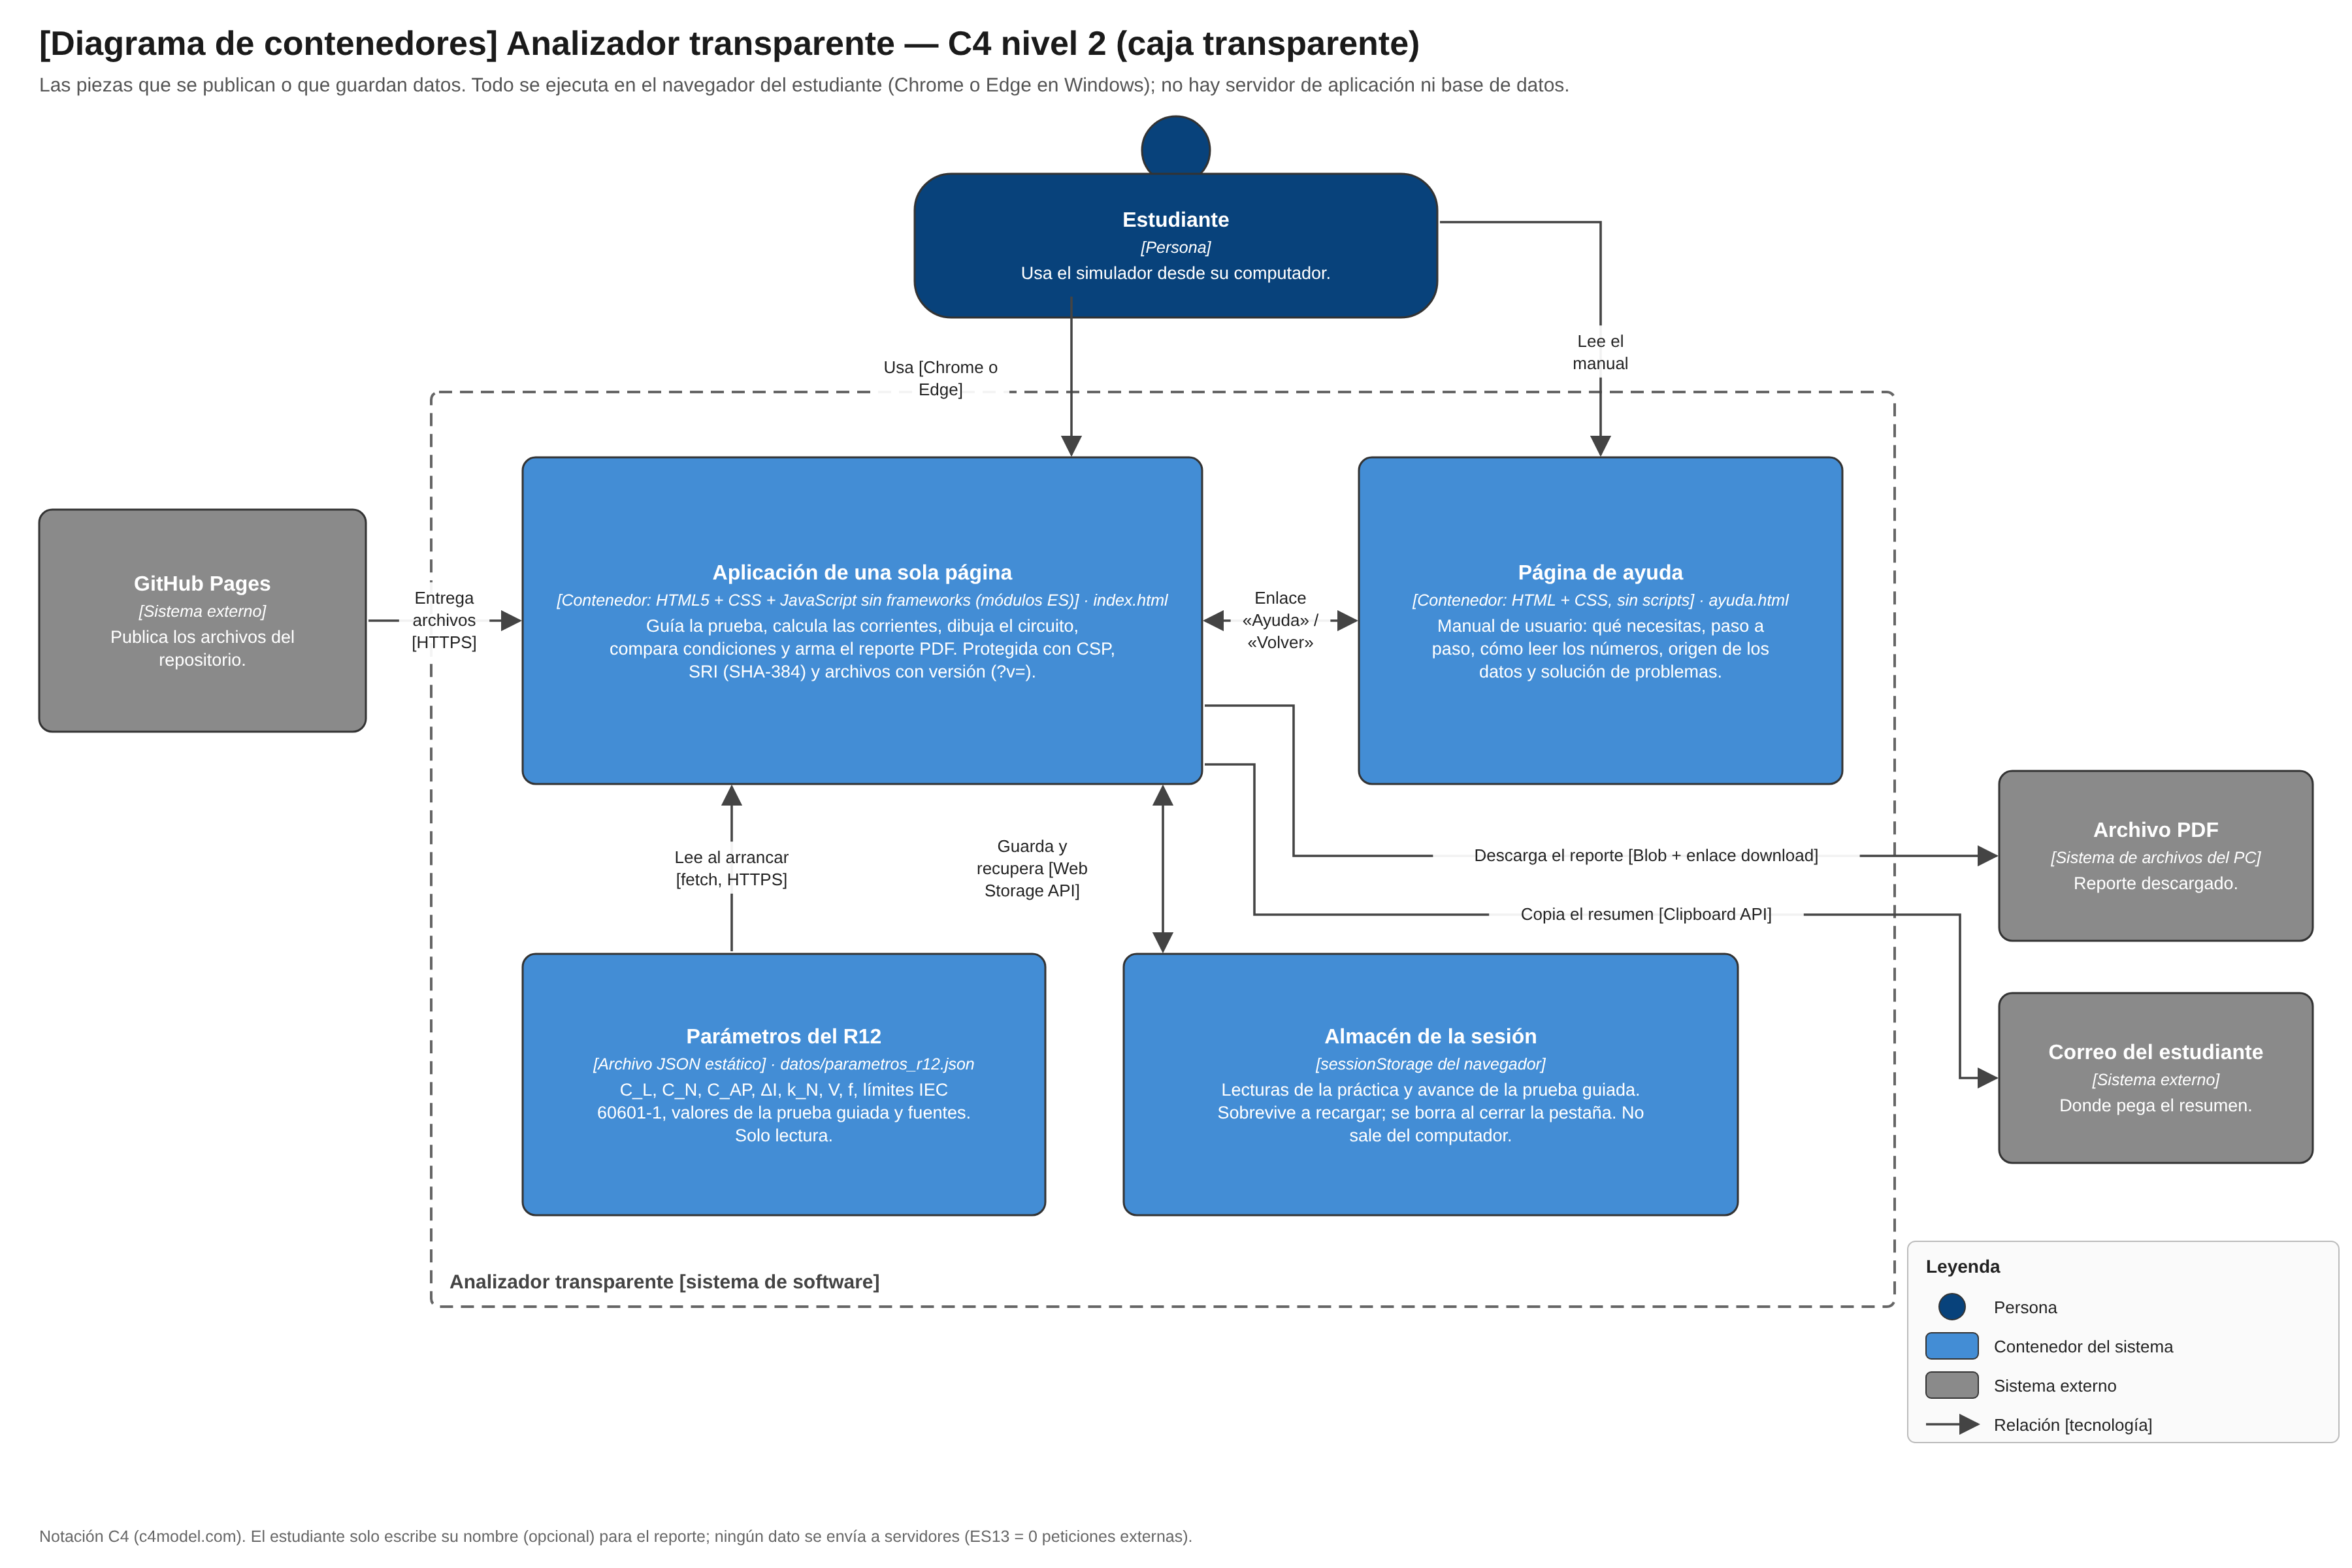 [Diagrama de contenedores] Analizador transparente — C4 nivel 2 (caja transparente)
Las piezas que se publican o que guardan datos. Todo se ejecuta en el navegador del estudiante (Chrome o Edge en Windows); no hay servidor de aplicación ni base de datos.
Estudiante
[Persona]
Usa el simulador desde su computador.
Usa [Chrome o
Edge]
Lee el
manual
GitHub Pages
[Sistema externo]
Publica los archivos del
repositorio.
Entrega
archivos
[HTTPS]
Aplicación de una sola página
[Contenedor: HTML5 + CSS + JavaScript sin frameworks (módulos ES)] · index.html
Guía la prueba, calcula las corrientes, dibuja el circuito,
compara condiciones y arma el reporte PDF. Protegida con CSP,
SRI (SHA-384) y archivos con versión (?v=).
Enlace
«Ayuda» /
«Volver»
Página de ayuda
[Contenedor: HTML + CSS, sin scripts] · ayuda.html
Manual de usuario: qué necesitas, paso a
paso, cómo leer los números, origen de los
datos y solución de problemas.
Lee al arrancar
[fetch, HTTPS]
Guarda y
recupera [Web
Storage API]
Descarga el reporte [Blob + enlace download]
Copia el resumen [Clipboard API]
Archivo PDF
[Sistema de archivos del PC]
Reporte descargado.
Parámetros del R12
[Archivo JSON estático] · datos/parametros_r12.json
C_L, C_N, C_AP, ΔI, k_N, V, f, límites IEC
60601-1, valores de la prueba guiada y fuentes.
Solo lectura.
Almacén de la sesión
[sessionStorage del navegador]
Lecturas de la práctica y avance de la prueba guiada.
Sobrevive a recargar; se borra al cerrar la pestaña. No
sale del computador.
Correo del estudiante
[Sistema externo]
Donde pega el resumen.
Analizador transparente [sistema de software]
Leyenda
Persona
Contenedor del sistema
Sistema externo
Relación [tecnología]
Notación C4 (c4model.com). El estudiante solo escribe su nombre (opcional) para el reporte; ningún dato se envía a servidores (ES13 = 0 peticiones externas).